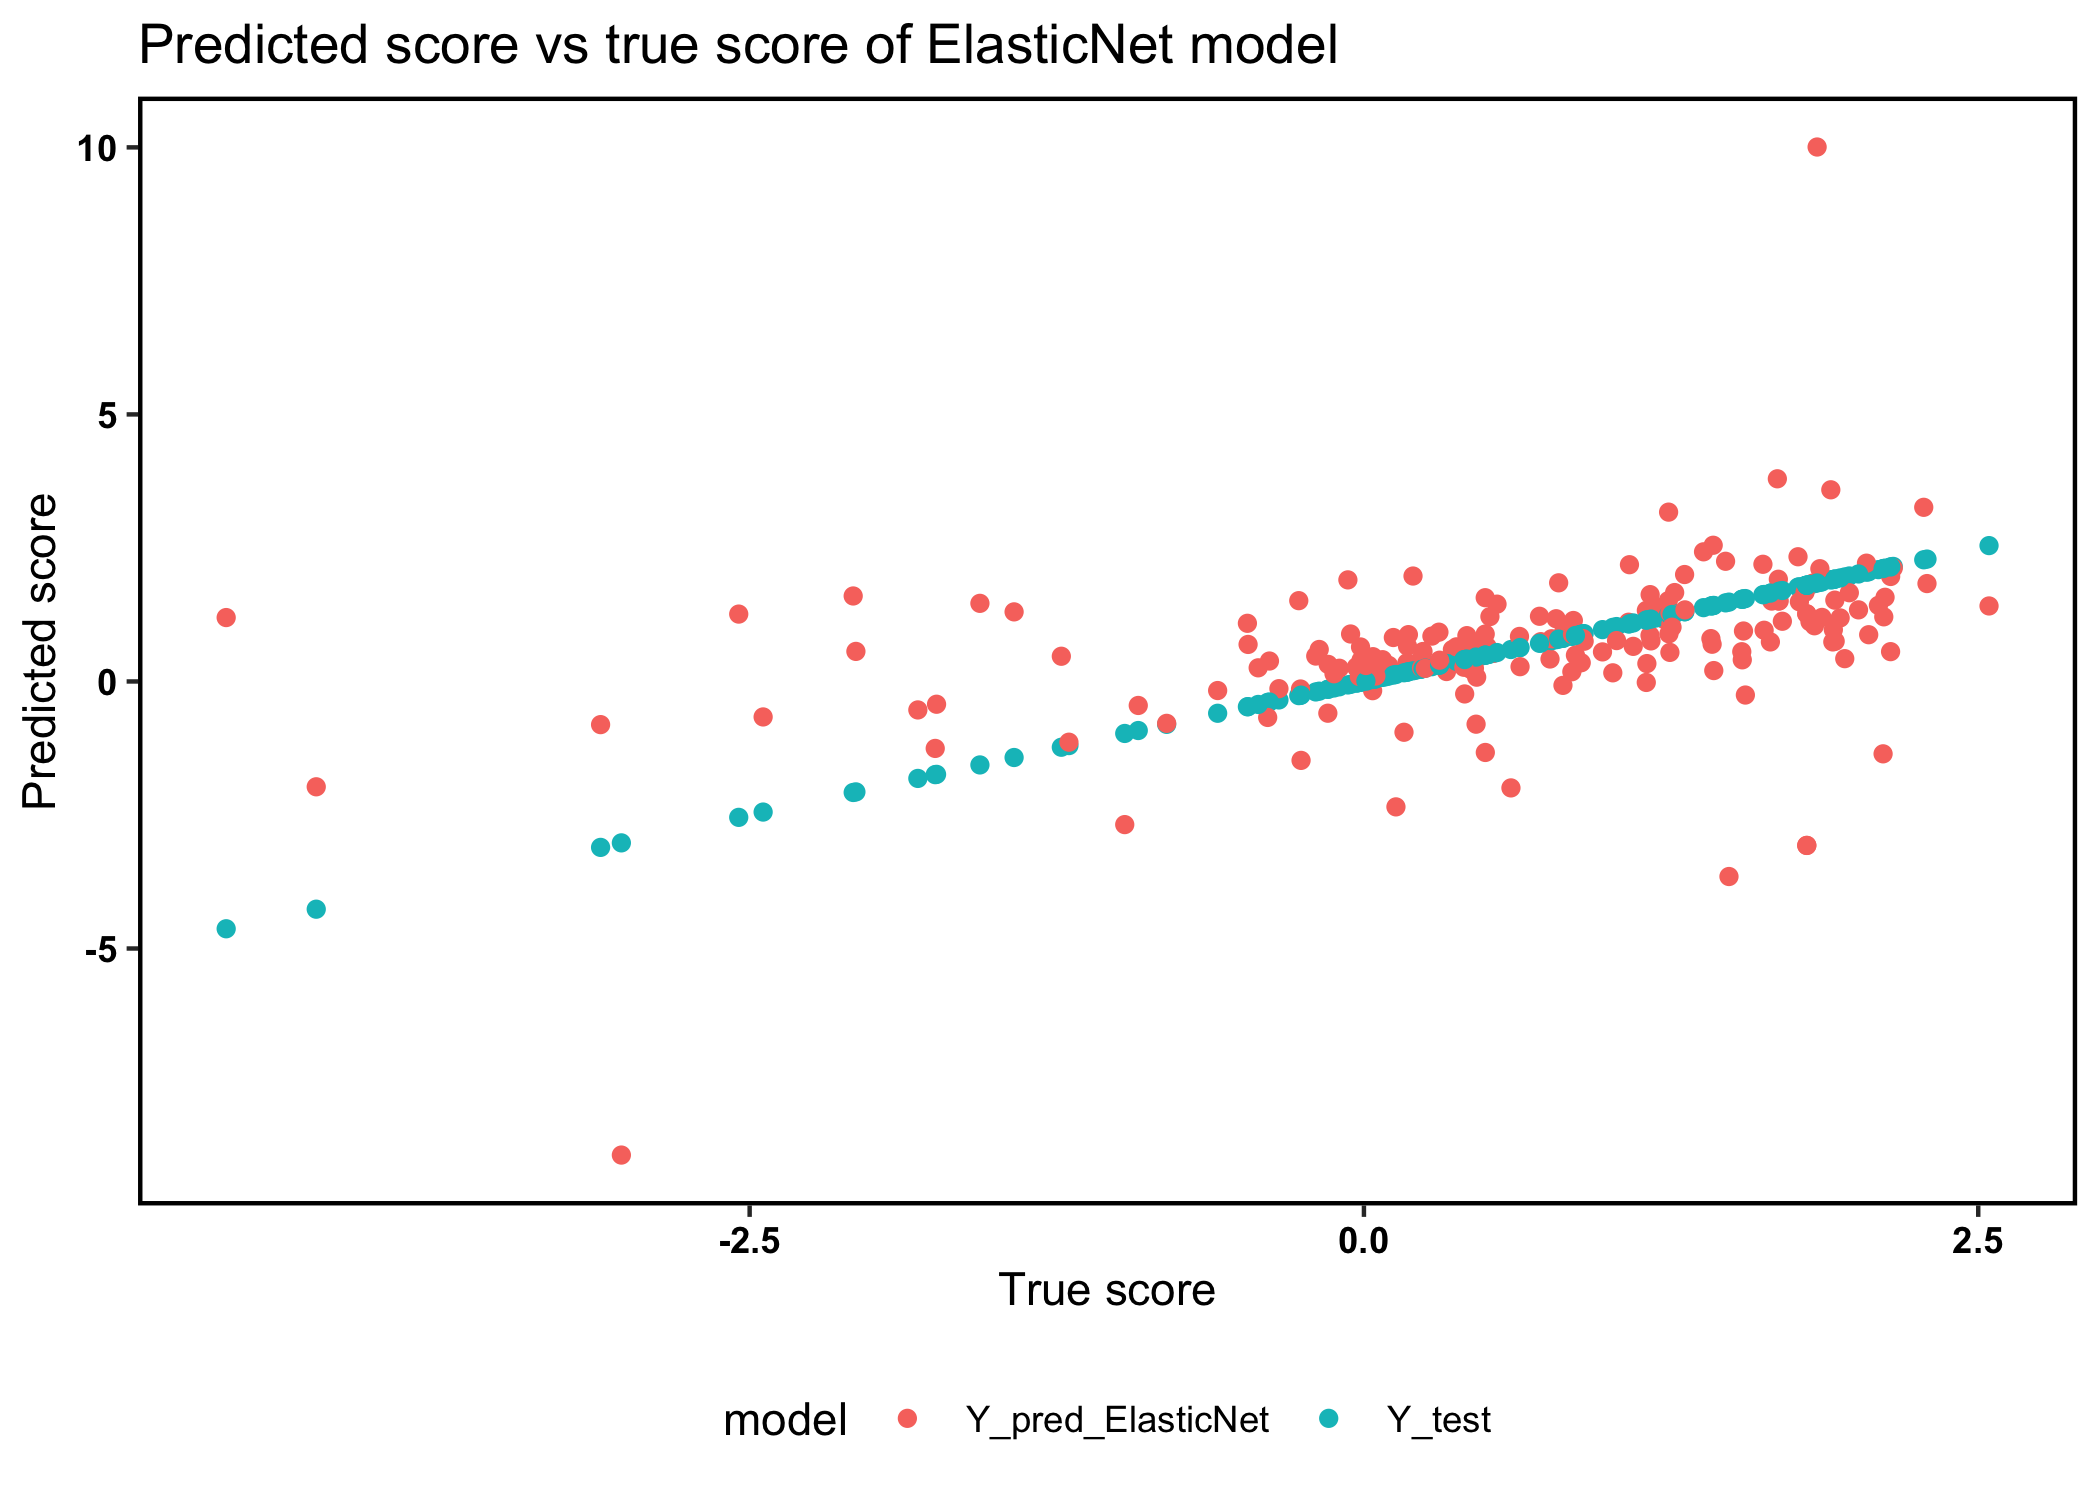 Predicted score vs true score of ElasticNet model
Predicted score
10
5
0
-5
-2.5 0.0 2.5
True score
model Y_pred_ElasticNet Y_test